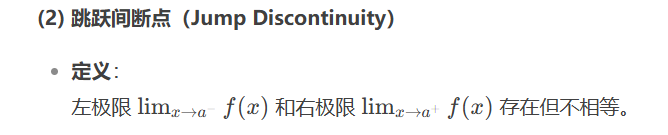 (2) 跳跃间断点（Jump Discontinuity）
• 定义：
左极限 lim_{x→a⁻} f(x) 和右极限 lim_{x→a⁺} f(x) 存在但不相等。